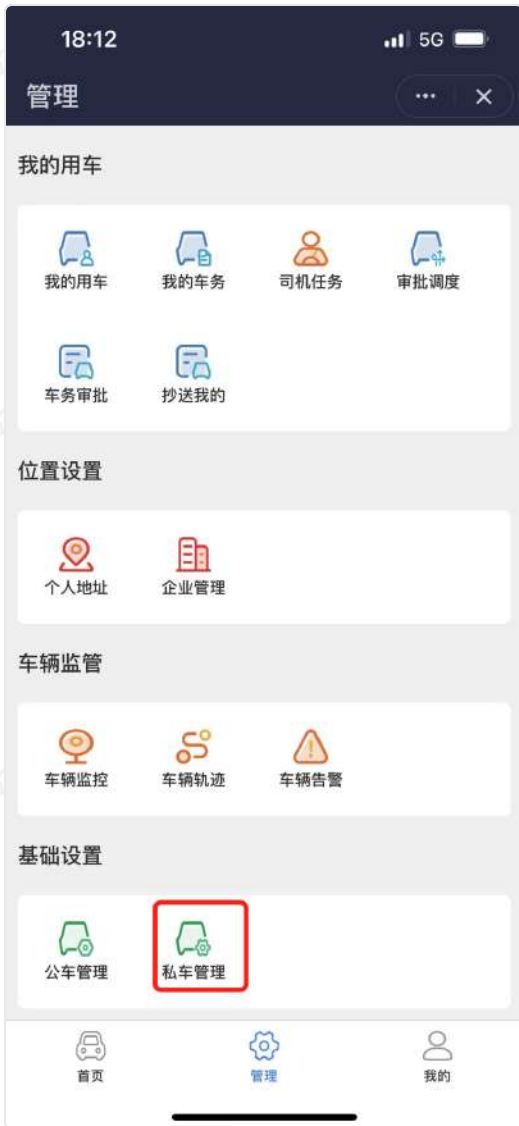 18:12 5G
管理
我的用车
我的用车 我的车务 司机任务 审批调度
车务审批 抄送我的
位置设置
个人地址 企业管理
车辆监管
车辆监控 车辆轨迹 车辆告警
基础设置
公车管理 私车管理
首页 管理 我的